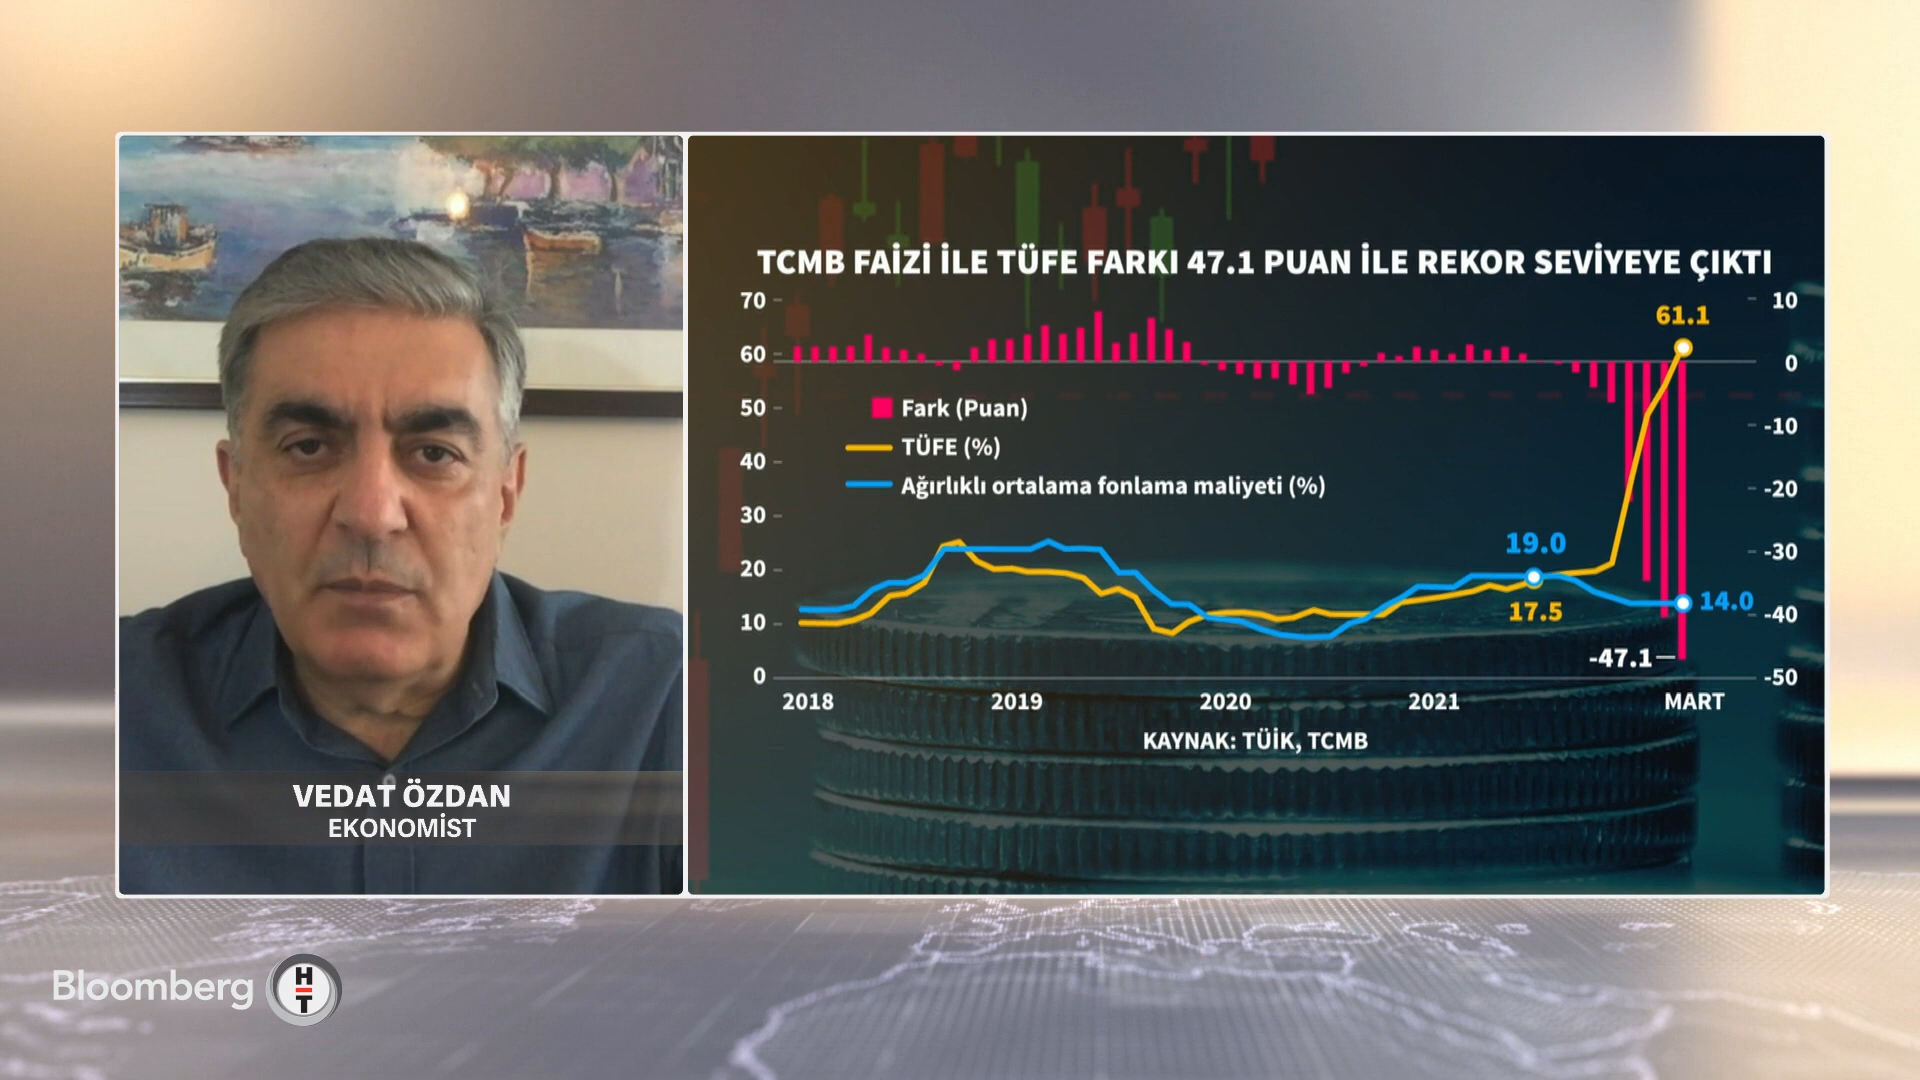 VEDAT ÖZDAN
EKONOMİST
TCMB FAİZİ İLE TÜFE FARKI 47.1 PUAN İLE REKOR SEVİYEYE ÇIKTI
70
60
50
40
30
20
10
0
10
0
-10
-20
-30
-40
-50
Fark (Puan)
TÜFE (%)
Ağırlıklı ortalama fonlama maliyeti (%)
61.1
19.0
17.5
14.0
-47.1
2018 2019 2020 2021 MART
KAYNAK: TÜİK, TCMB
Bloomberg HT